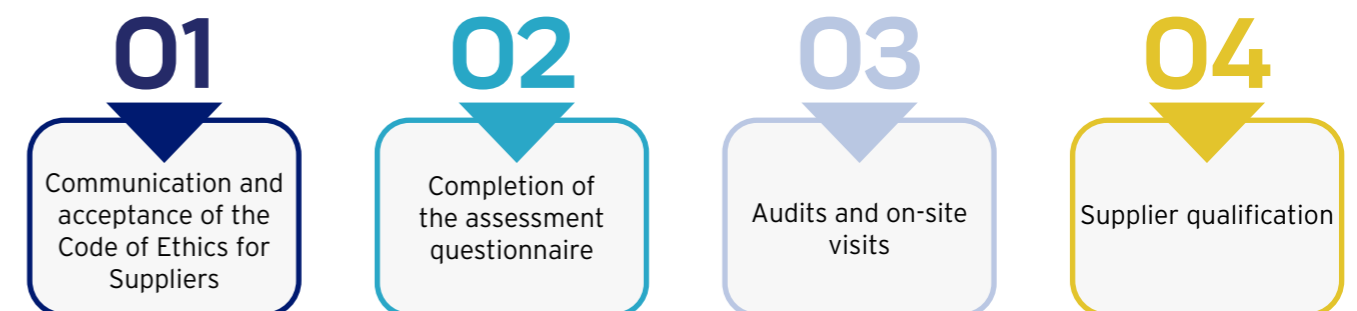 01
Communication and
acceptance of the
Code of Ethics for
Suppliers
02
Completion of
the assessment
questionnaire
03
Audits and on-site
visits
04
Supplier qualification